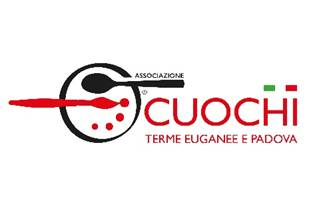 ASSOCIAZIONE
CUOCHI
TERME EUGANEE E PADOVA